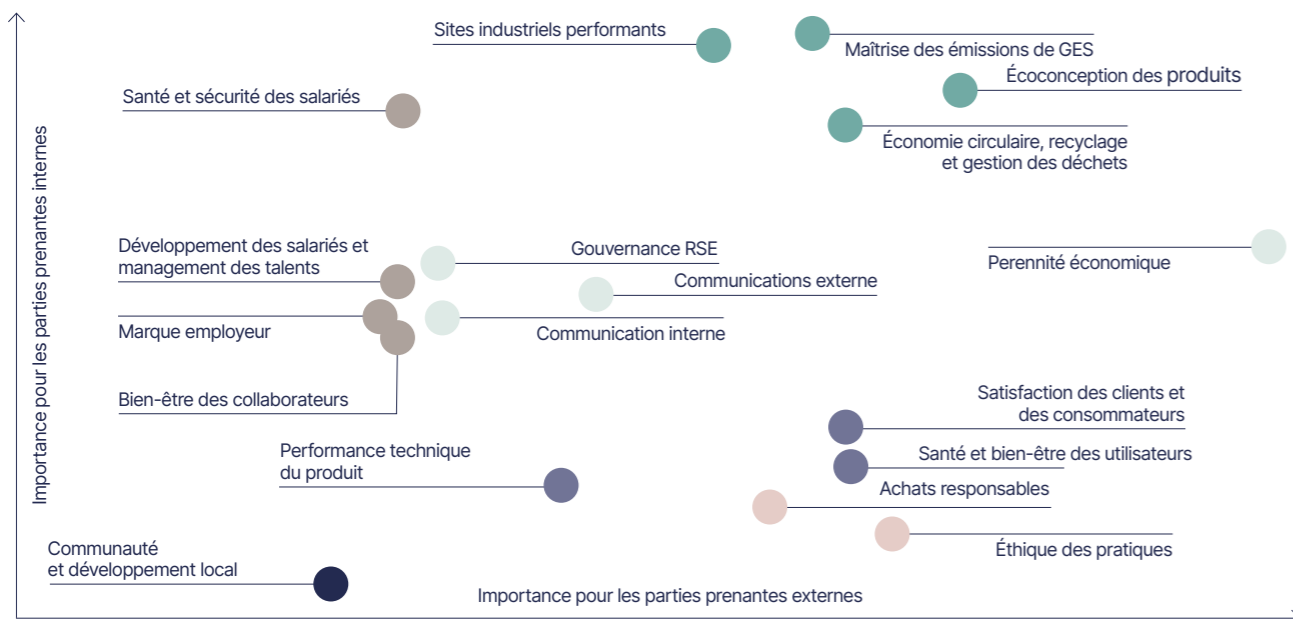 Sites industriels performants
Maîtrise des émissions de GES
Écoconception des produits
Santé et sécurité des salariés
Économie circulaire, recyclage
et gestion des déchets
Importance pour les parties prenantes internes
Développement des salariés et
management des talents
Gouvernance RSE
Perennité économique
Communications externe
Marque employeur
Communication interne
Bien-être des collaborateurs
Satisfaction des clients et
des consommateurs
Performance technique
du produit
Santé et bien-être des utilisateurs
Achats responsables
Éthique des pratiques
Communauté
et développement local
Importance pour les parties prenantes externes